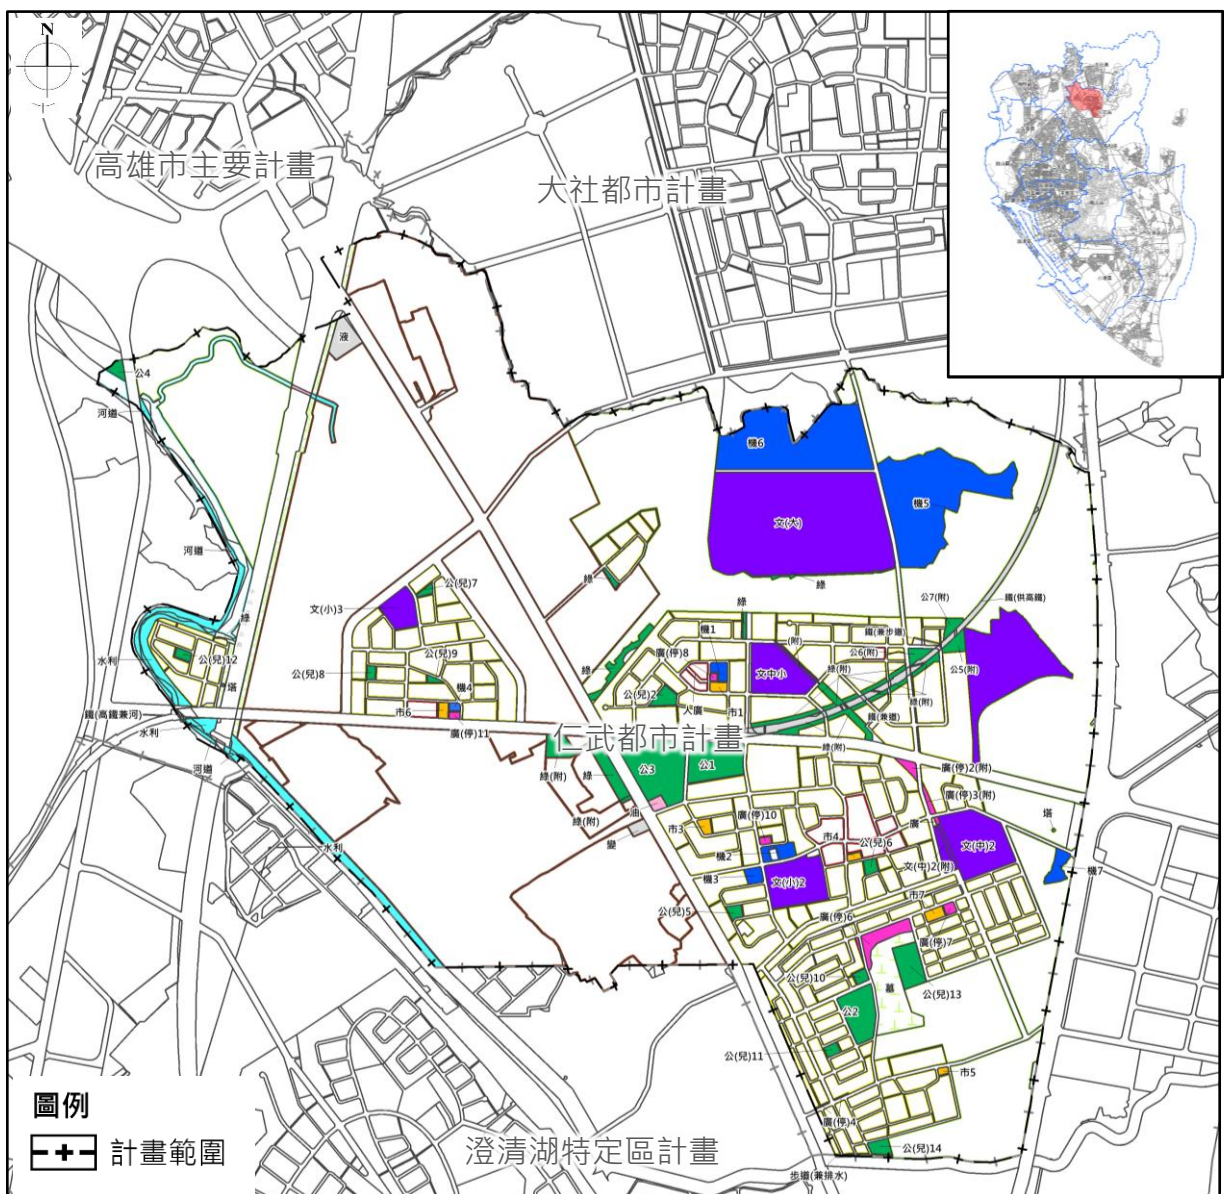 N
高雄市主要計畫
大社都市計畫
液
公4
河道
機6
機5
文(大)
河道
綠
綠
公(兒)7
文(小)3
綠
公7(附)
鐵(供高鐵)
綠
機1
(附)
鐵(兼步道)
廣(停)8
公6(附)
公(兒)12
公(兒)9
綠
文中小
綠(附)
公5(附)
水利
公(兒)8
塔
機4
公(兒)2
綠(附)
鐵(高鐵兼河)
市6
人廣
市1
鐵(兼道)
水利
廣(停)11
仁武都市計畫
綠(附)
河道
綠(附)
綠
公3
公1
廣(停)2(附)
廣(停)3(附)
綠(附)
油
市3
廣(停)10
市4
廣
塔
水利
變
機2
公(兒)6
文(中)2
機3
文(小)2
文(中)2(附)
機7
市7
公(兒)5
廣(停)6
廣(停)7
公(兒)10
墓
公(兒)13
公2
公(兒)11
市5
廣(停)4
公(兒)14
圖例
計畫範圍
澄清湖特定區計畫
步道(兼排水)